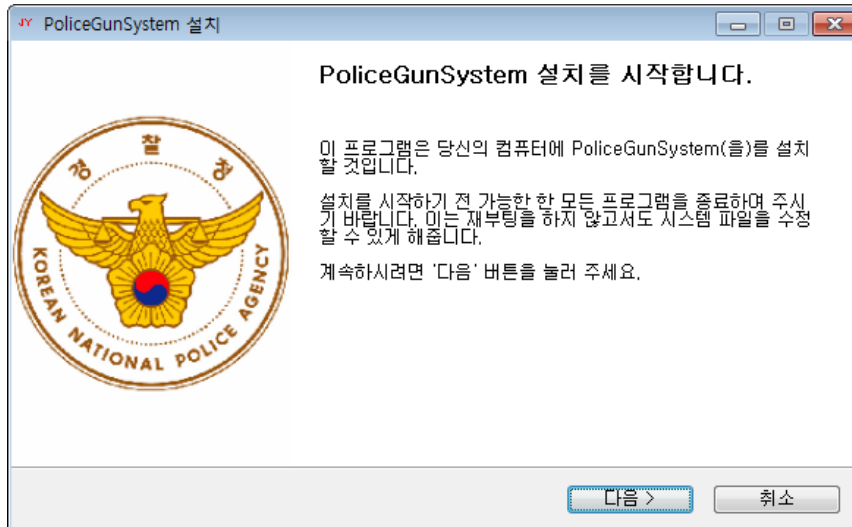 JY PoliceGunSystem 설치
PoliceGunSystem 설치를 시작합니다.
경찰청
KOREAN NATIONAL POLICE AGENCY
이 프로그램은 당신의 컴퓨터에 PoliceGunSystem(을)를 설치
할 것입니다.
설치를 시작하기 전 가능한 한 모든 프로그램을 종료하여 주시
기 바랍니다. 이는 재부팅을 하지 않고서도 시스템 파일을 수정
할 수 있게 해줍니다.
계속하시려면 '다음' 버튼을 눌러 주세요.
다음 >
취소